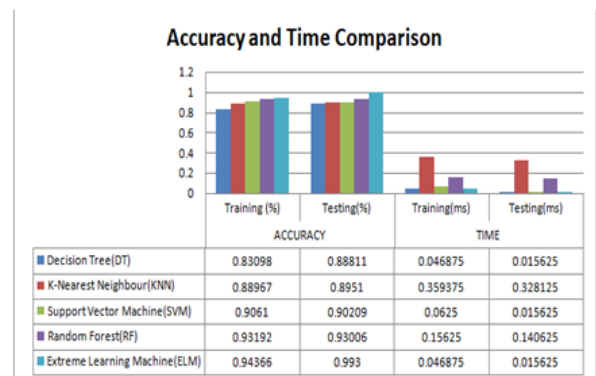 Accuracy and Time Comparison
1.2
1
0.8
0.6
0.4
0.2
0
Training (%) Testing(%) Training(ms) Testing(ms)
ACCURACY TIME
Decision Tree(DT) 0.83098 0.88811 0.046875 0.015625
K-Nearest Neighbour(KNN) 0.88967 0.8951 0.359375 0.328125
Support Vector Machine(SVM) 0.9061 0.90209 0.0625 0.015625
Random Forest(RF) 0.93192 0.93006 0.15625 0.140625
Extreme Learning Machine(ELM) 0.94366 0.993 0.046875 0.015625